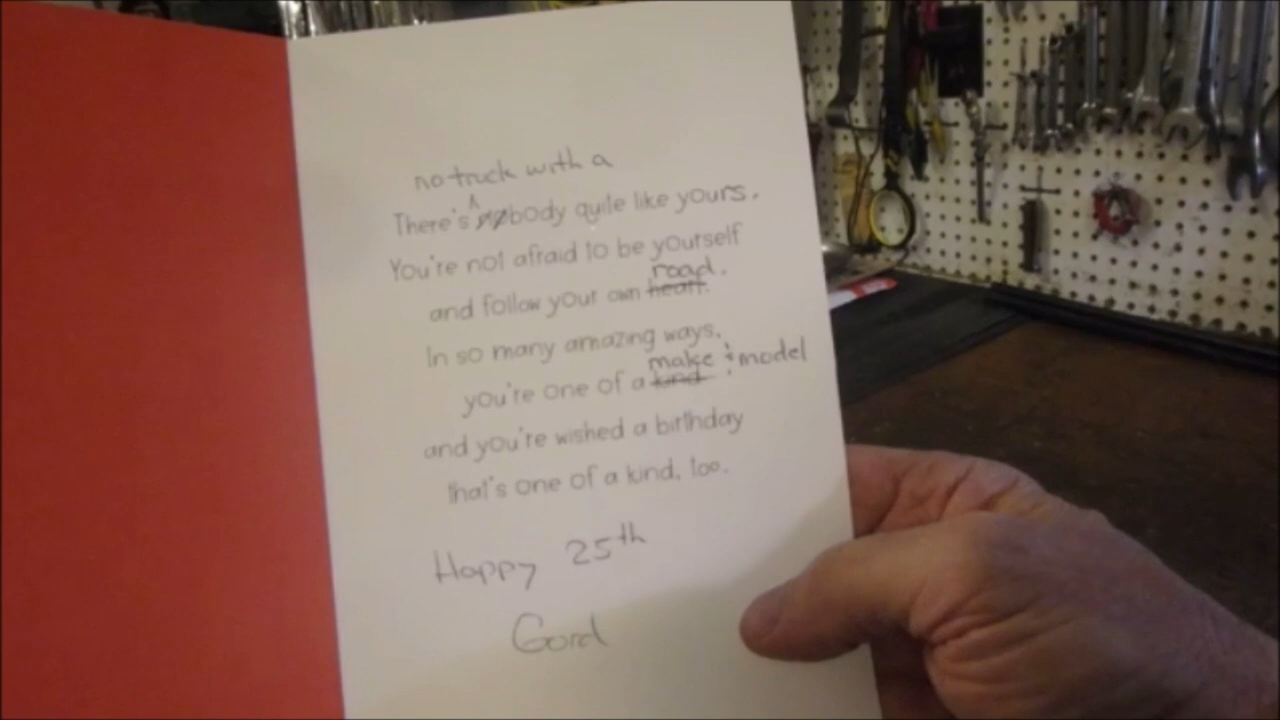 no truck with a
There's nobody quite like yours.
You're not afraid to be yourself
road.
and follow your own heart.
In so many amazing ways,
make & model
you're one of a kind
and you're wished a birthday
that's one of a kind, too.
Happy 25th
Gord